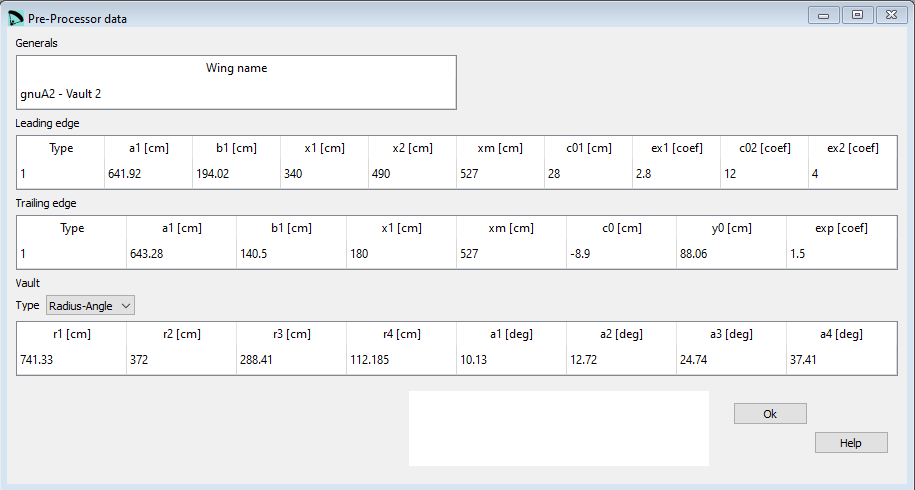 Pre-Processor data
Generals
Wing name
gnuA2 - Vault 2
Leading edge
Type a1 [cm] b1 [cm] x1 [cm] x2 [cm] xm [cm] c01 [cm] ex1 [coef] c02 [cm] ex2 [coef]
1 641.92 194.02 340 490 527 28 2.8 12 4
Trailing edge
Type a1 [cm] b1 [cm] x1 [cm] xm [cm] c0 [cm] y0 [cm] exp [coef]
1 643.28 140.5 180 527 -8.9 88.06 1.5
Vault
Type Radius-Angle
r1 [cm] r2 [cm] r3 [cm] r4 [cm] a1 [deg] a2 [deg] a3 [deg] a4 [deg]
741.33 372 288.41 112.185 10.13 12.72 24.74 37.41
Ok
Help